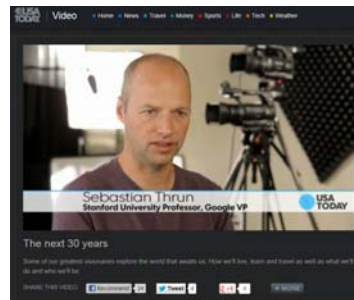 USA TODAY Video Home News Travel Money Sports Life Tech Weather
Sebastian Thrun
Stanford University Professor, Google VP
USA TODAY
The next 30 years
Some of our greatest visionaries explore the world that awaits us. How we'll live, learn and travel as well as what we'll
do and who we'll be.
SHARE THIS VIDEO Recommend 24 Tweet +1 + MORE